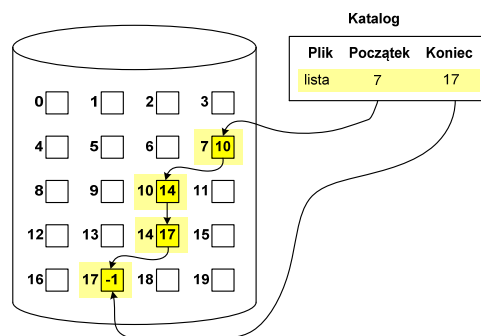 Katalog
Plik Początek Koniec
lista 7 17
0 1 2 3
4 5 6 7 10
8 9 10 14 11
12 13 14 17 15
16 17 -1 18 19